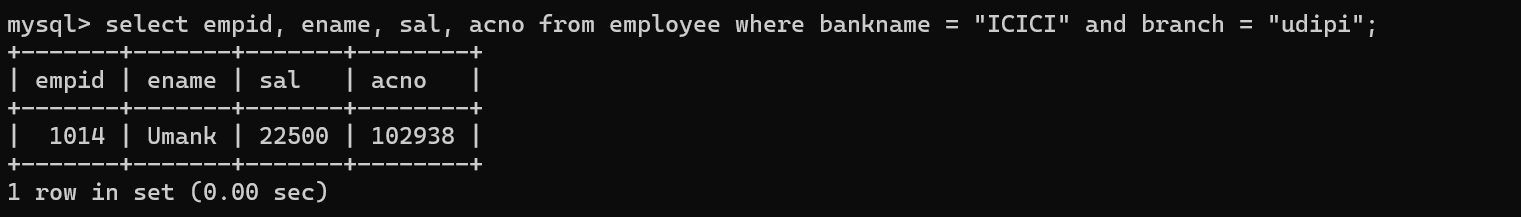 mysql> select empid, ename, sal, acno from employee where bankname = "ICICI" and branch = "udipi";
+-------+-------+-------+--------+
| empid | ename | sal   | acno   |
+-------+-------+-------+--------+
|  1014 | Umank | 22500 | 102938 |
+-------+-------+-------+--------+
1 row in set (0.00 sec)